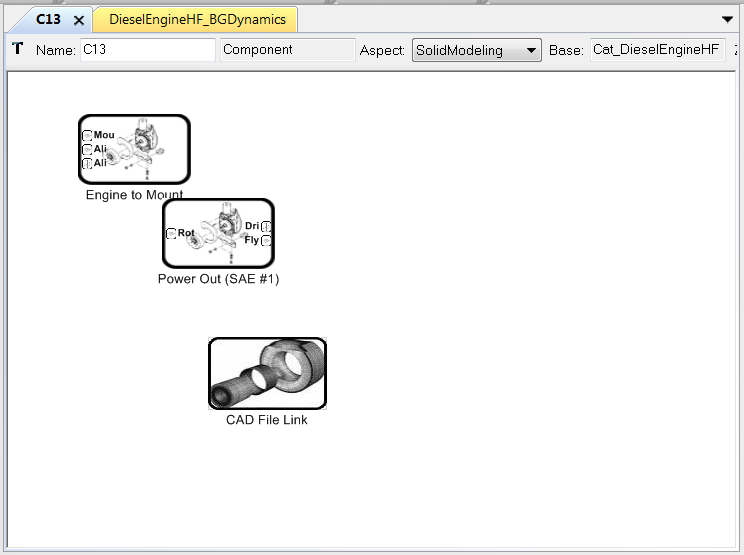 C13 DieselEngineHF_BGDynamics
T Name: C13 Component Aspect: SolidModeling Base: Cat_DieselEngineHF
Mou
Ali
Ali
Engine to Mount
Rot
Dri
Fly
Power Out (SAE #1)
CAD File Link